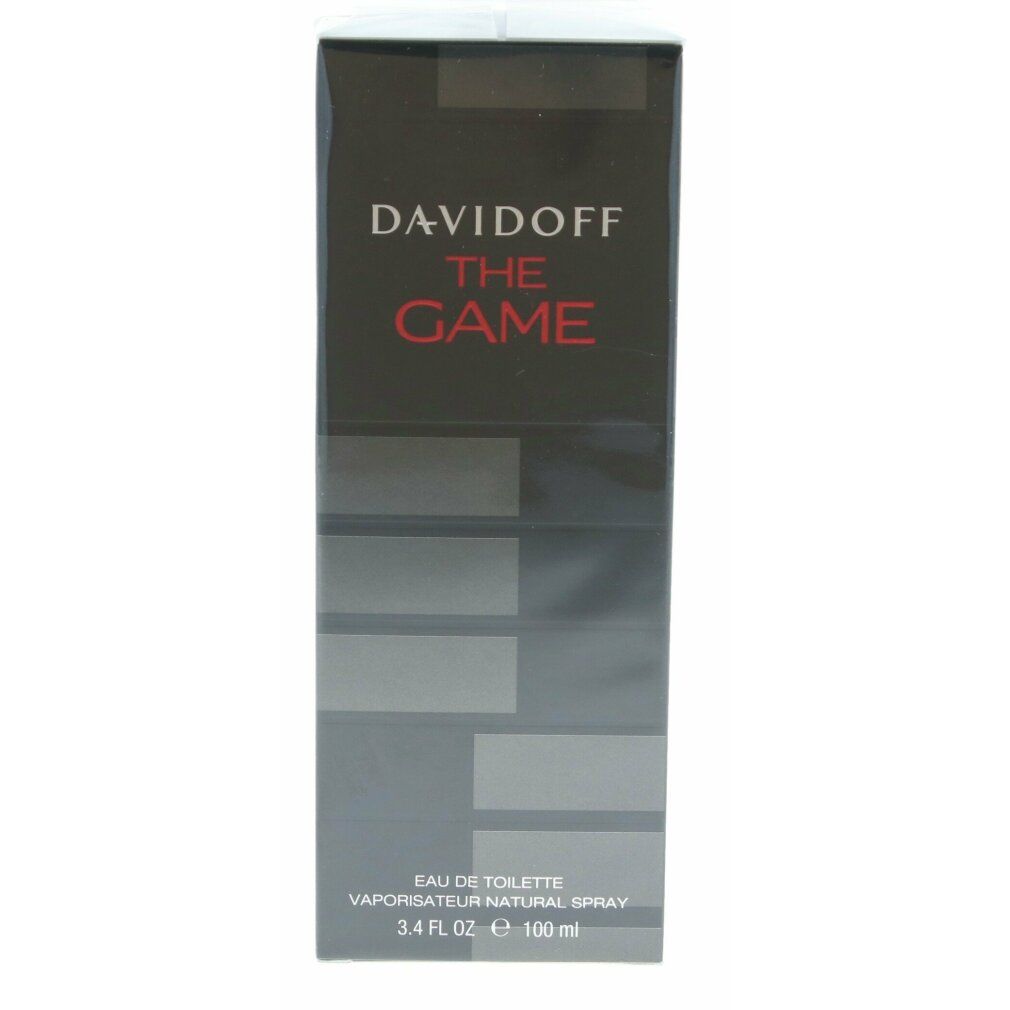 DAVIDOFF
THE
GAME
EAU DE TOILETTE
VAPORISATEUR NATURAL SPRAY
3.4 FL OZ ℮ 100 ml